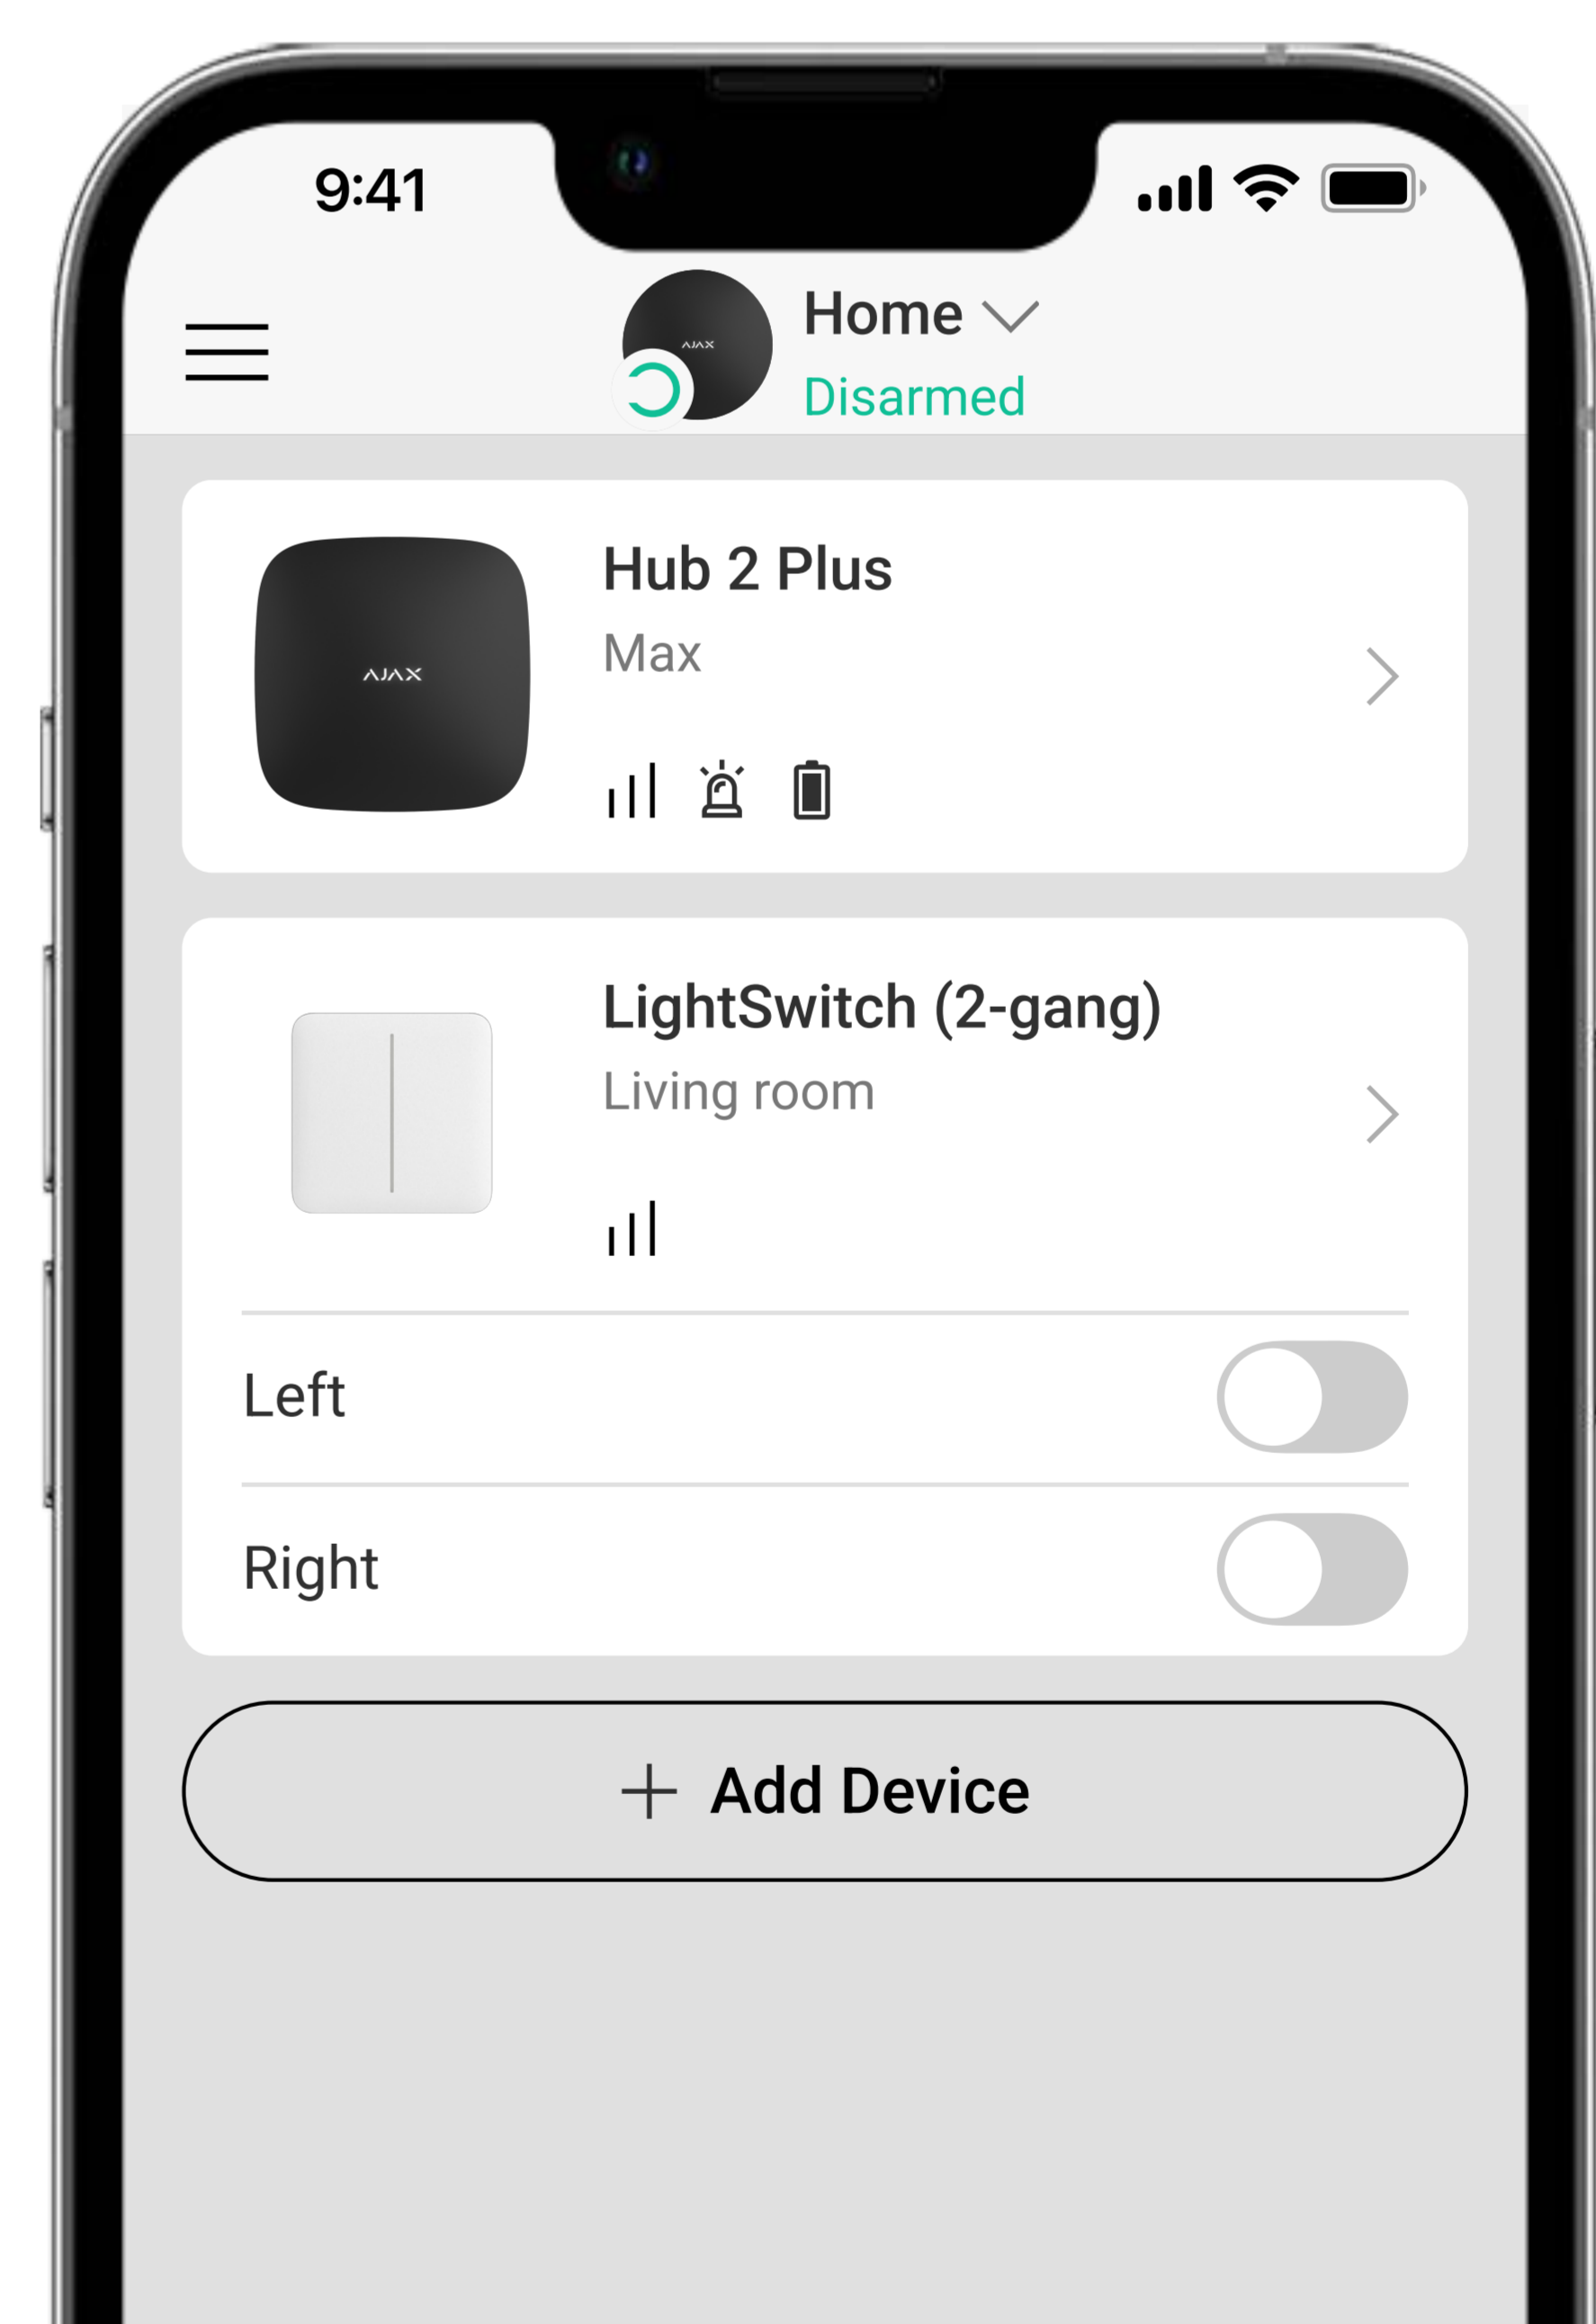 9:41
AJAX
Home
Disarmed
AJAX
Hub 2 Plus
Max
LightSwitch (2-gang)
Living room
Left
Right
Add Device